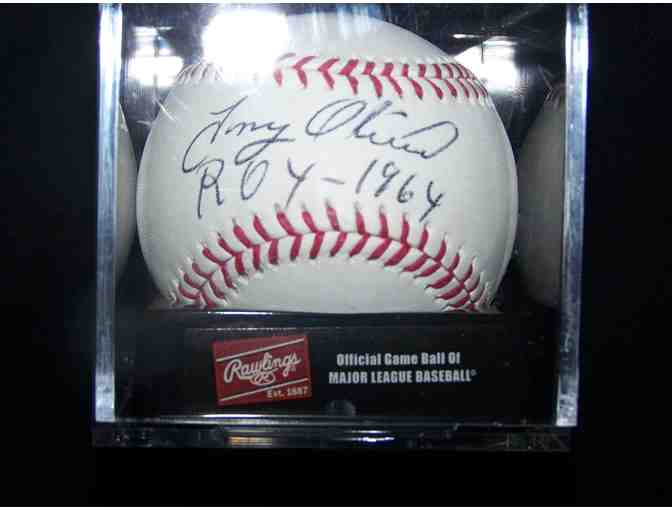 Tony Oliva
ROY-1964
Rawlings
Est. 1887
Official Game Ball Of
MAJOR LEAGUE BASEBALL®